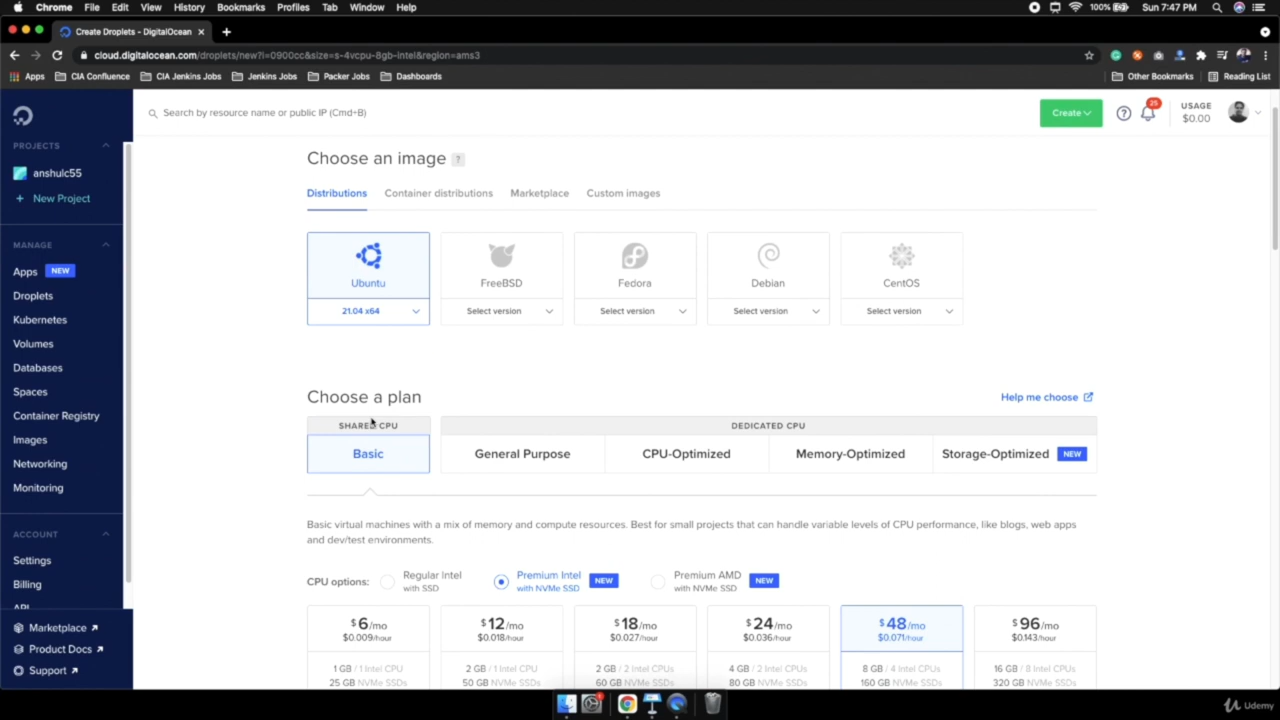 Chrome File Edit View History Bookmarks Profiles Tab Window Help 100% Sun 7:47 PM
Create Droplets - DigitalOcean
cloud.digitalocean.com/droplets/new?i=0900cc&size=s-4vcpu-8gb-intel&region=ams3
Apps CIA Confluence CIA Jenkins Jobs Jenkins Jobs Packer Jobs Dashboards Other Bookmarks Reading List
Search by resource name or public IP (Cmd+B)
Create ? 25
USAGE
$0.00
PROJECTS
anshulc55
+ New Project
MANAGE
Apps NEW
Droplets
Kubernetes
Volumes
Databases
Spaces
Container Registry
Images
Networking
Monitoring
ACCOUNT
Settings
Billing
API
Marketplace
Product Docs
Support
Choose an image ?
Distributions Container distributions Marketplace Custom images
Ubuntu FreeBSD Fedora Debian CentOS
21.04 x64 Select version Select version Select version Select version
Choose a plan Help me choose
SHARED CPU DEDICATED CPU
Basic General Purpose CPU-Optimized Memory-Optimized Storage-Optimized NEW
Basic virtual machines with a mix of memory and compute resources. Best for small projects that can handle variable levels of CPU performance, like blogs, web apps
and dev/test environments.
CPU options: Regular Intel with SSD Premium Intel with NVMe SSD NEW Premium AMD with NVMe SSD NEW
$6/mo $12/mo $18/mo $24/mo $48/mo $96/mo
$0.009/hour $0.018/hour $0.027/hour $0.036/hour $0.071/hour $0.143/hour
1 GB / 1 Intel CPU 2 GB / 1 Intel CPU 2 GB / 2 Intel CPUs 4 GB / 2 Intel CPUs 8 GB / 4 Intel CPUs 16 GB / 8 Intel CPUs
25 GB NVMe SSDs 50 GB NVMe SSDs 60 GB NVMe SSDs 80 GB NVMe SSDs 160 GB NVMe SSDs 320 GB NVMe SSDs
Udemy